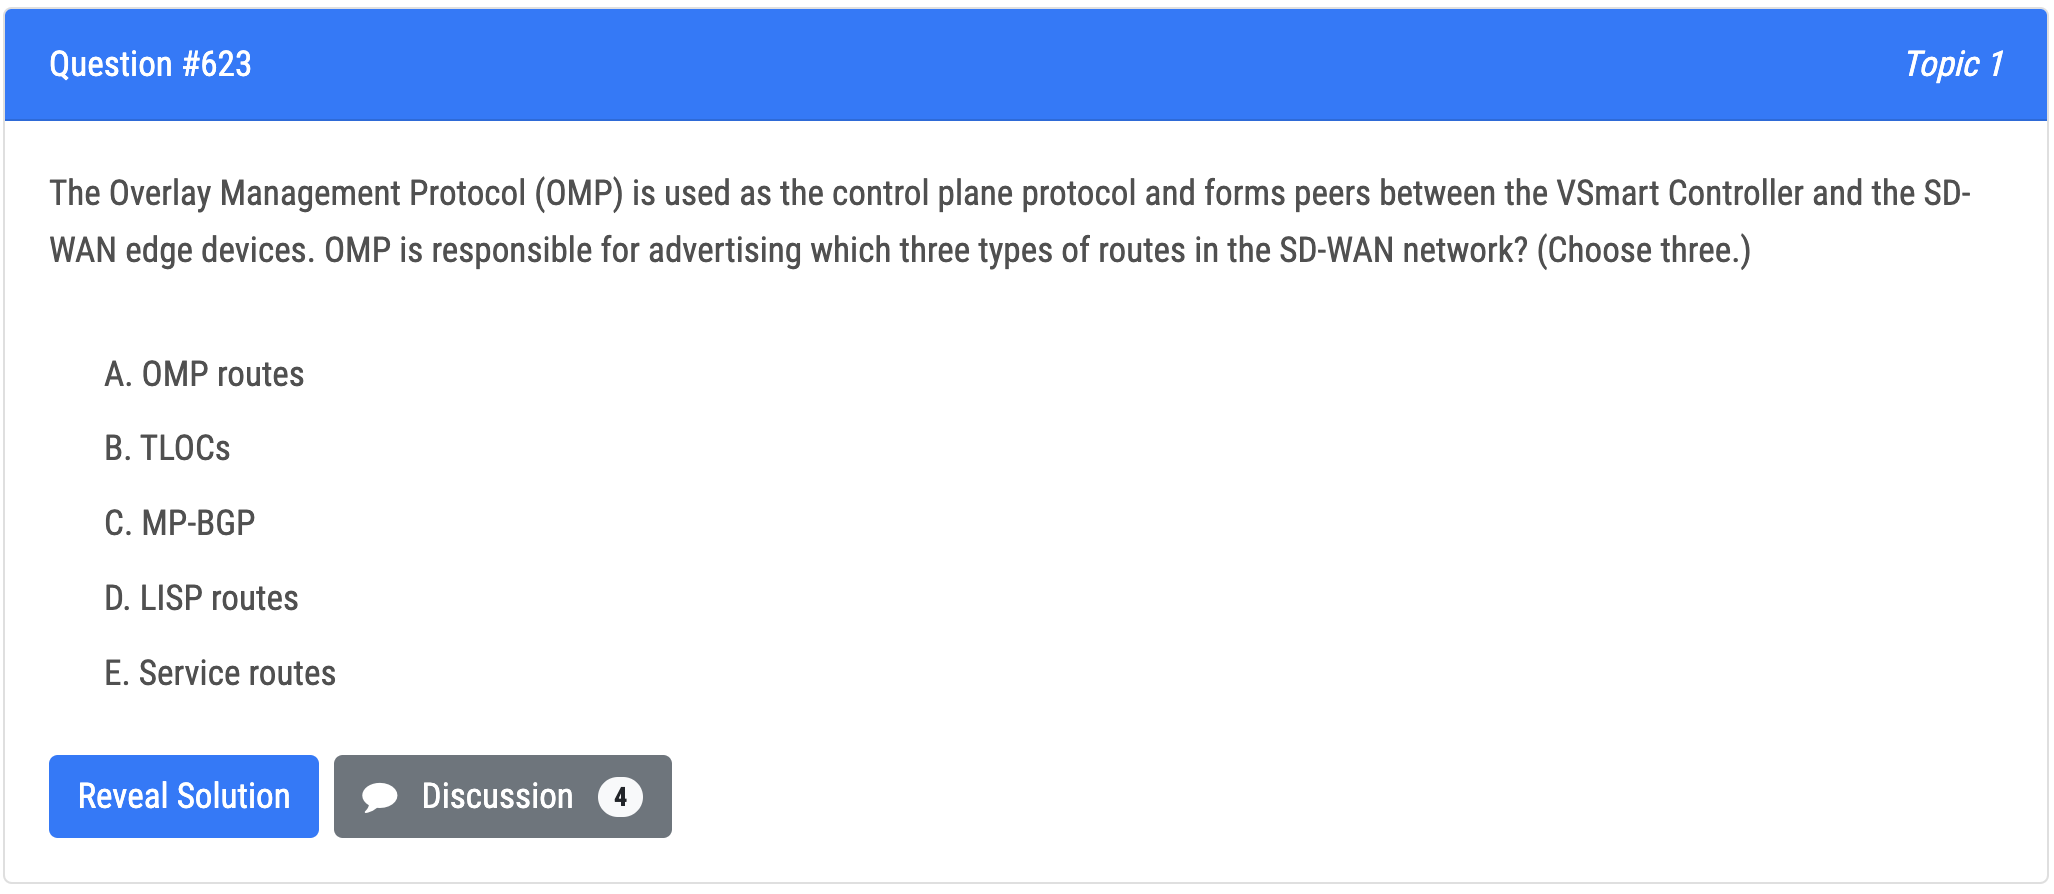 Question #623
Topic 1
The Overlay Management Protocol (OMP) is used as the control plane protocol and forms peers between the VSmart Controller and the SD-
WAN edge devices. OMP is responsible for advertising which three types of routes in the SD-WAN network? (Choose three.)
A. OMP routes
B. TLOCs
C. MP-BGP
D. LISP routes
E. Service routes
Reveal Solution
Discussion 4